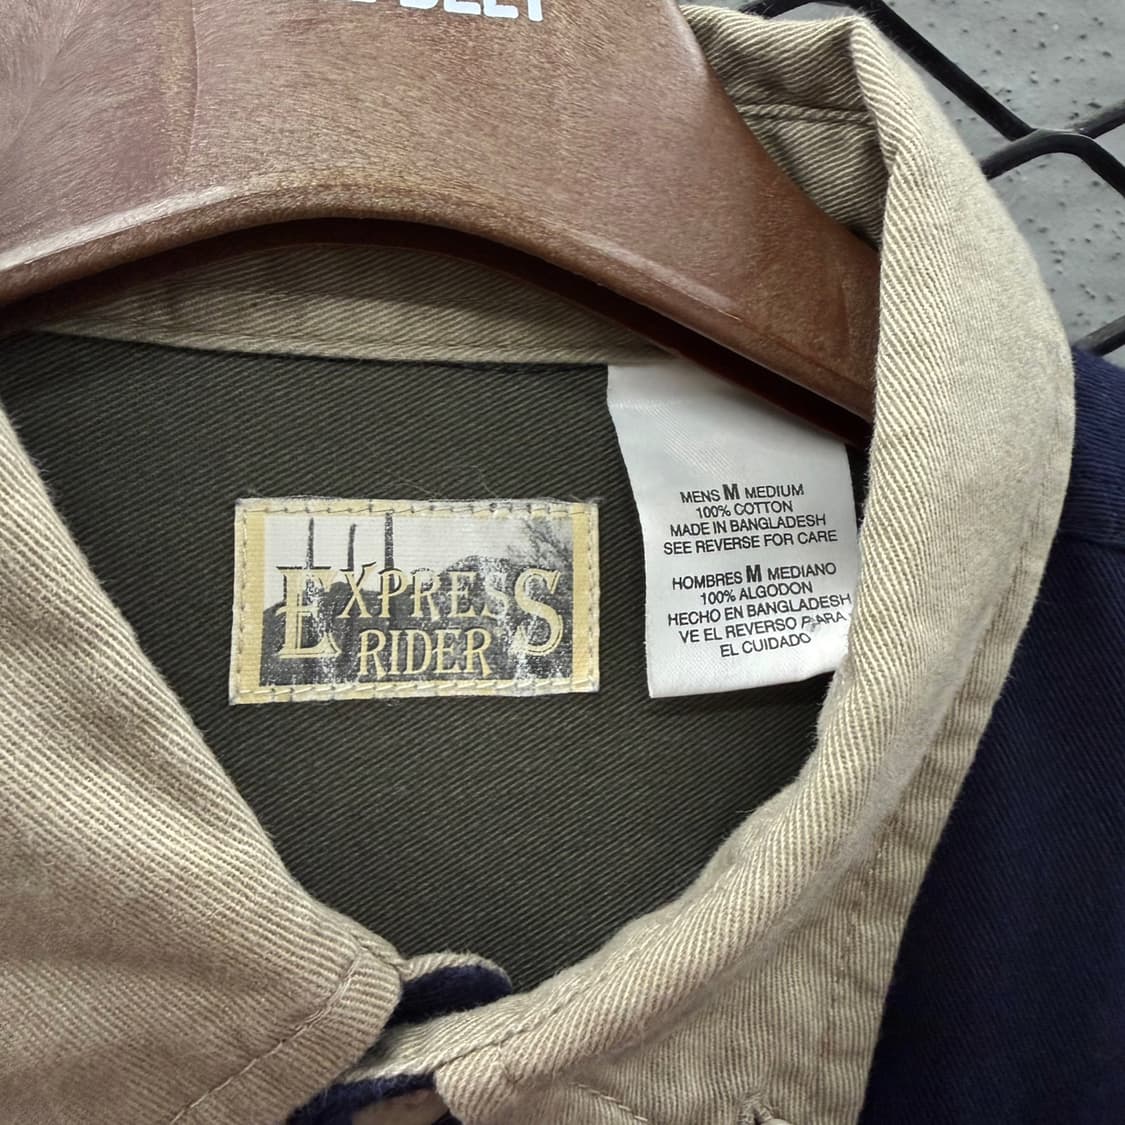 EXPRESS
RIDER
MENS M MEDIUM
100% COTTON
MADE IN BANGLADESH
SEE REVERSE FOR CARE
HOMBRES M MEDIANO
100% ALGODON
HECHO EN BANGLADESH
VE EL REVERSO PARA
EL CUIDADO